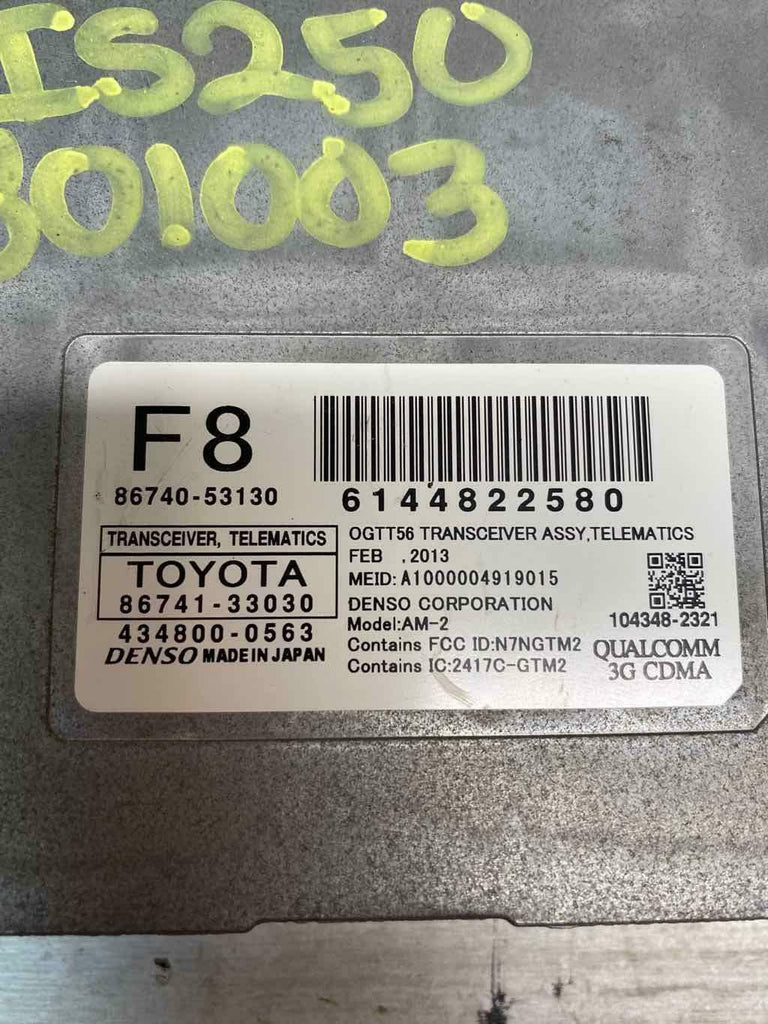 IS250
801003
F8
86740-53130
6144822580
TRANSCEIVER, TELEMATICS
TOYOTA
86741-33030
434800-0563
DENSO MADE IN JAPAN
OGTT56 TRANSCEIVER ASSY,TELEMATICS
FEB ,2013
MEID:A1000004919015
DENSO CORPORATION
Model:AM-2
Contains FCC ID:N7NGTM2
Contains IC:2417C-GTM2
104348-2321
QUALCOMM
3G CDMA